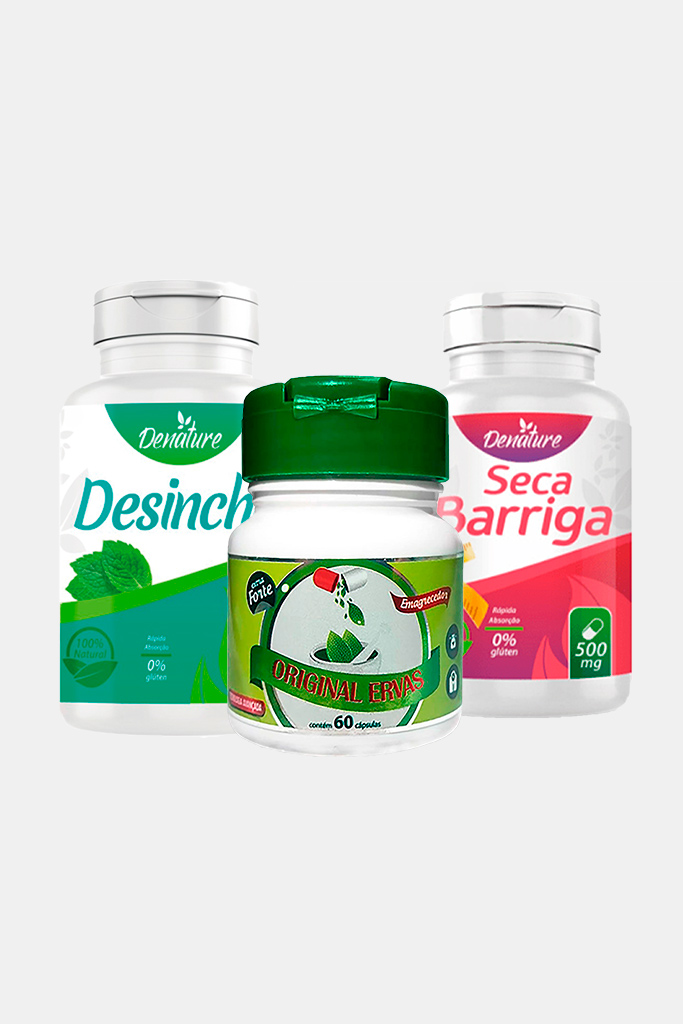 Denature
Desinch
100%
Natural
Rápida
Absorção
0%
glúten
Forte
Emagrecedor
ORIGINAL ERVAS
contém 60 cápsulas
Denature
Seca
Barriga
Rápida
Absorção
0%
glúten
500
mg